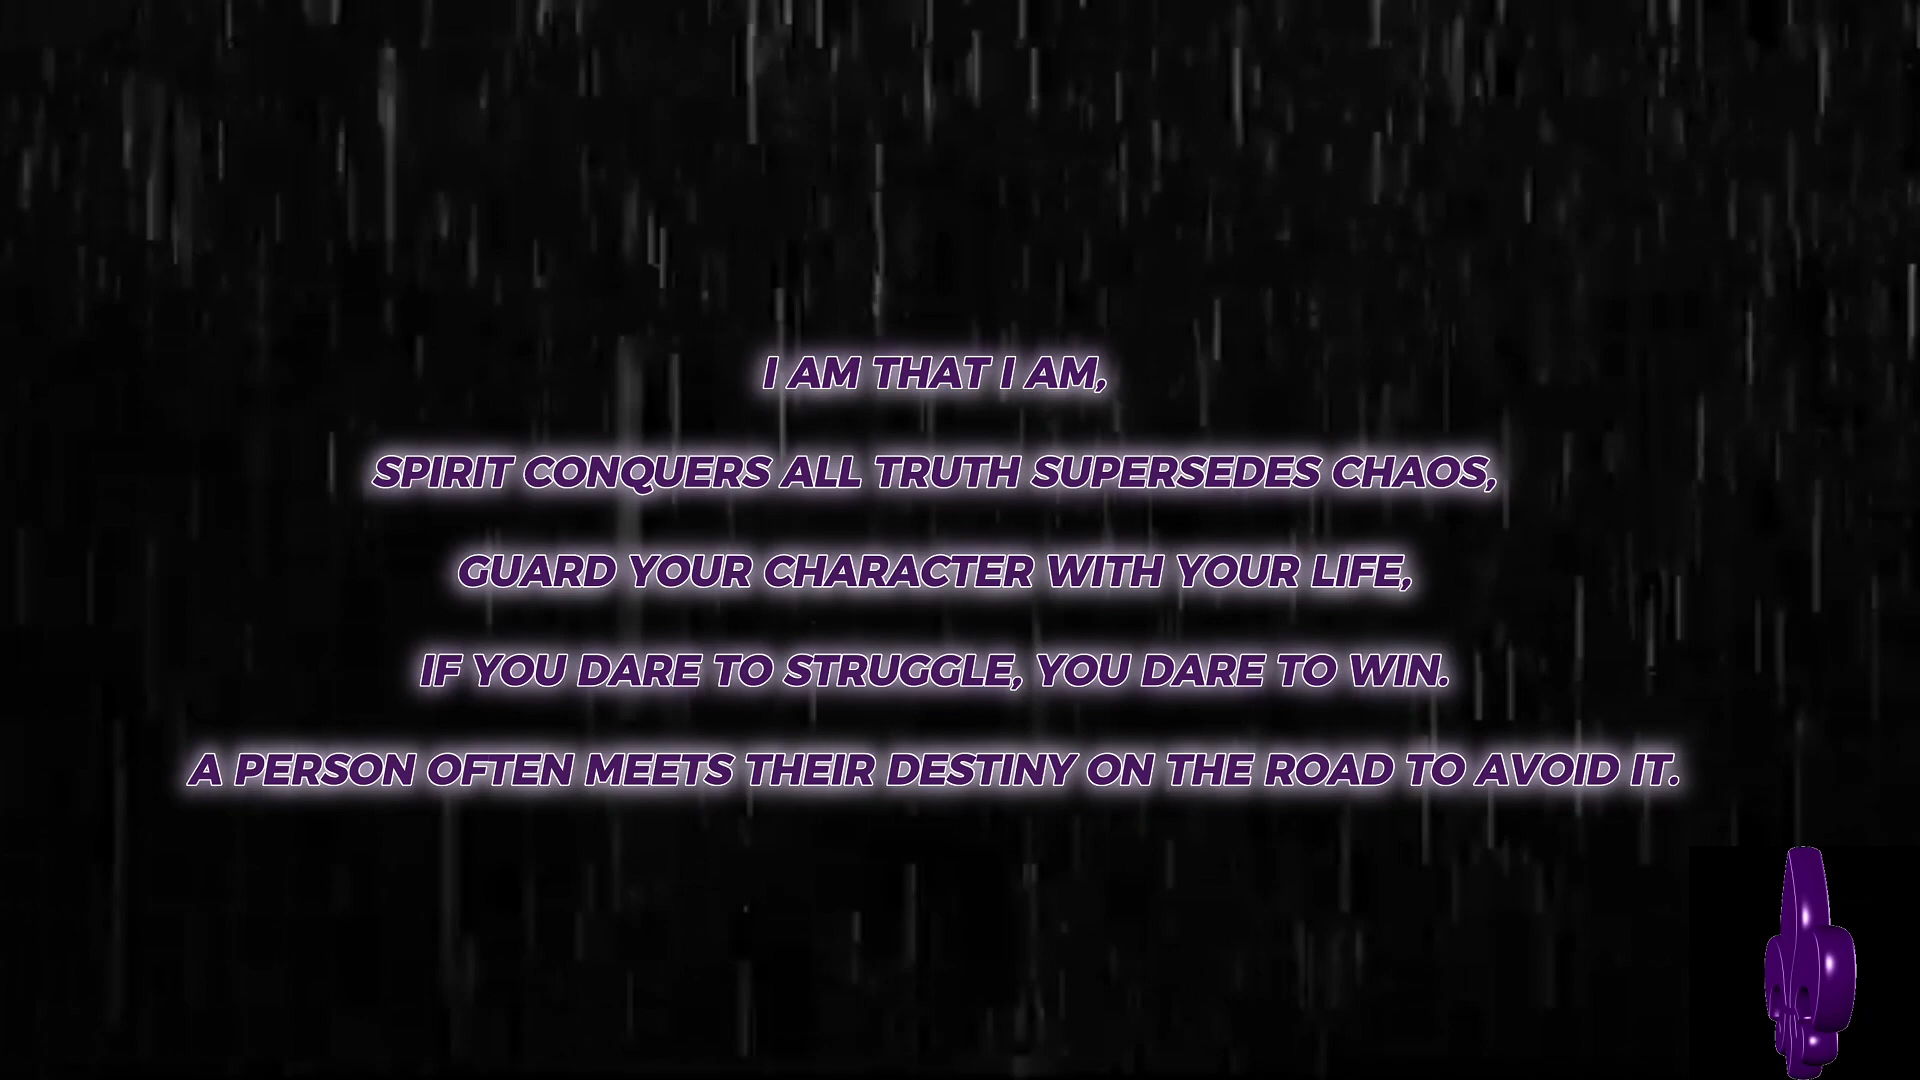 I AM THAT I AM,
SPIRIT CONQUERS ALL TRUTH SUPERSEDES CHAOS,
GUARD YOUR CHARACTER WITH YOUR LIFE,
IF YOU DARE TO STRUGGLE, YOU DARE TO WIN.
A PERSON OFTEN MEETS THEIR DESTINY ON THE ROAD TO AVOID IT.